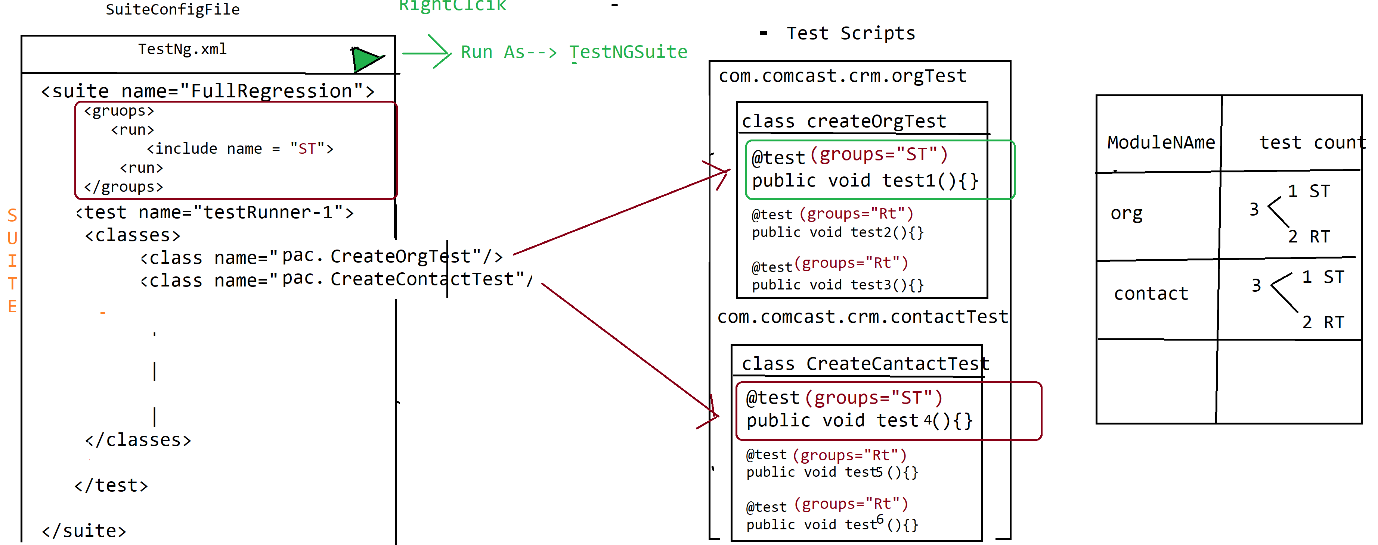 SuiteConfigFile
RightClcik
TestNg.xml
Run As--> TestNGSuite
<suite name="FullRegression">
<gruops>
<run>
<include name = "ST">
<run>
</groups>
<test name="testRunner-1">
<classes>
<class name="pac.CreateOrgTest"/>
<class name="pac.CreateContactTest"/
</classes>
</test>
</suite>
SUITE
- Test Scripts
com.comcast.crm.orgTest
class createOrgTest
@test(groups="ST")
public void test1(){}
@test(groups="Rt")
public void test2(){}
@test(groups="Rt")
public void test3(){}
com.comcast.crm.contactTest
class CreateCantactTest
@test(groups="ST")
public void test4(){}
@test(groups="Rt")
public void test5(){}
@test(groups="Rt")
public void test6(){}
ModuleNAme test count
org 3 1 ST
2 RT
contact 3 1 ST
2 RT